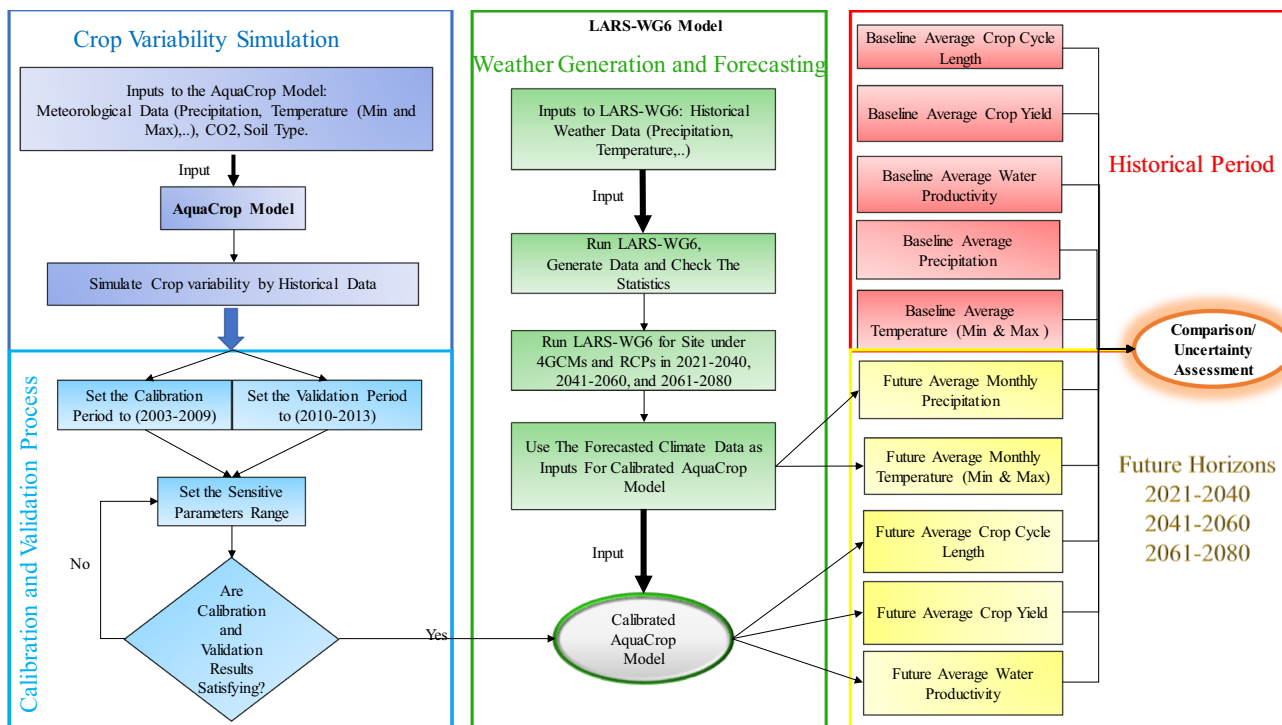 Crop Variability Simulation
Inputs to the AquaCrop Model:
Meteorological Data (Precipitation, Temperature (Min and
Max),..), CO2, Soil Type.
Input
AquaCrop Model
Simulate Crop variability by Historical Data
Calibration and Validation Process
Set the Calibration
Period to (2003-2009)
Set the Validation Period
to (2010-2013)
Set the Sensitive
Parameters Range
No
Are
Calibration
and
Validation
Results
Satisfying?
Yes
LARS-WG6 Model
Weather Generation and Forecasting
Inputs to LARS-WG6: Historical
Weather Data (Precipitation,
Temperature,..)
Input
Run LARS-WG6,
Generate Data and Check The
Statistics
Run LARS-WG6 for Site under
4GCMs and RCPs in 2021-2040,
2041-2060, and 2061-2080
Use The Forecasted Climate Data as
Inputs For Calibrated AquaCrop
Model
Input
Calibrated
AquaCrop
Model
Baseline Average Crop Cycle
Length
Baseline Average Crop Yield
Baseline Average Water
Productivity
Baseline Average
Precipitation
Baseline Average
Temperature (Min & Max )
Historical Period
Comparison/
Uncertainty
Assessment
Future Average Monthly
Precipitation
Future Average Monthly
Temperature (Min & Max)
Future Average Crop Cycle
Length
Future Average Crop Yield
Future Average Water
Productivity
Future Horizons
2021-2040
2041-2060
2061-2080